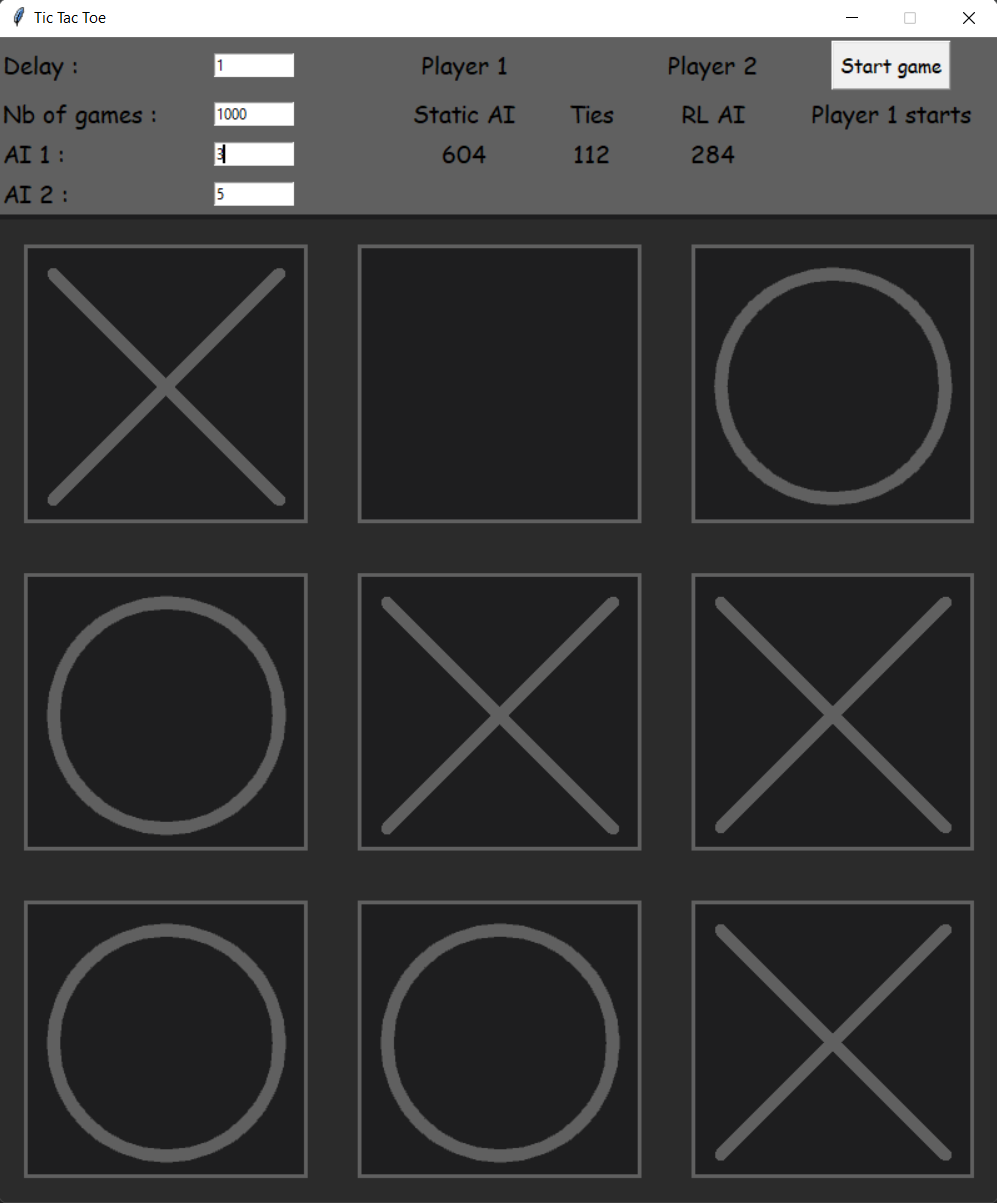 Tic Tac Toe
Delay : 1 Player 1 Player 2 Start game
Nb of games : 1000 Static AI Ties RL AI Player 1 starts
AI 1 : 3 604 112 284
AI 2 : 5